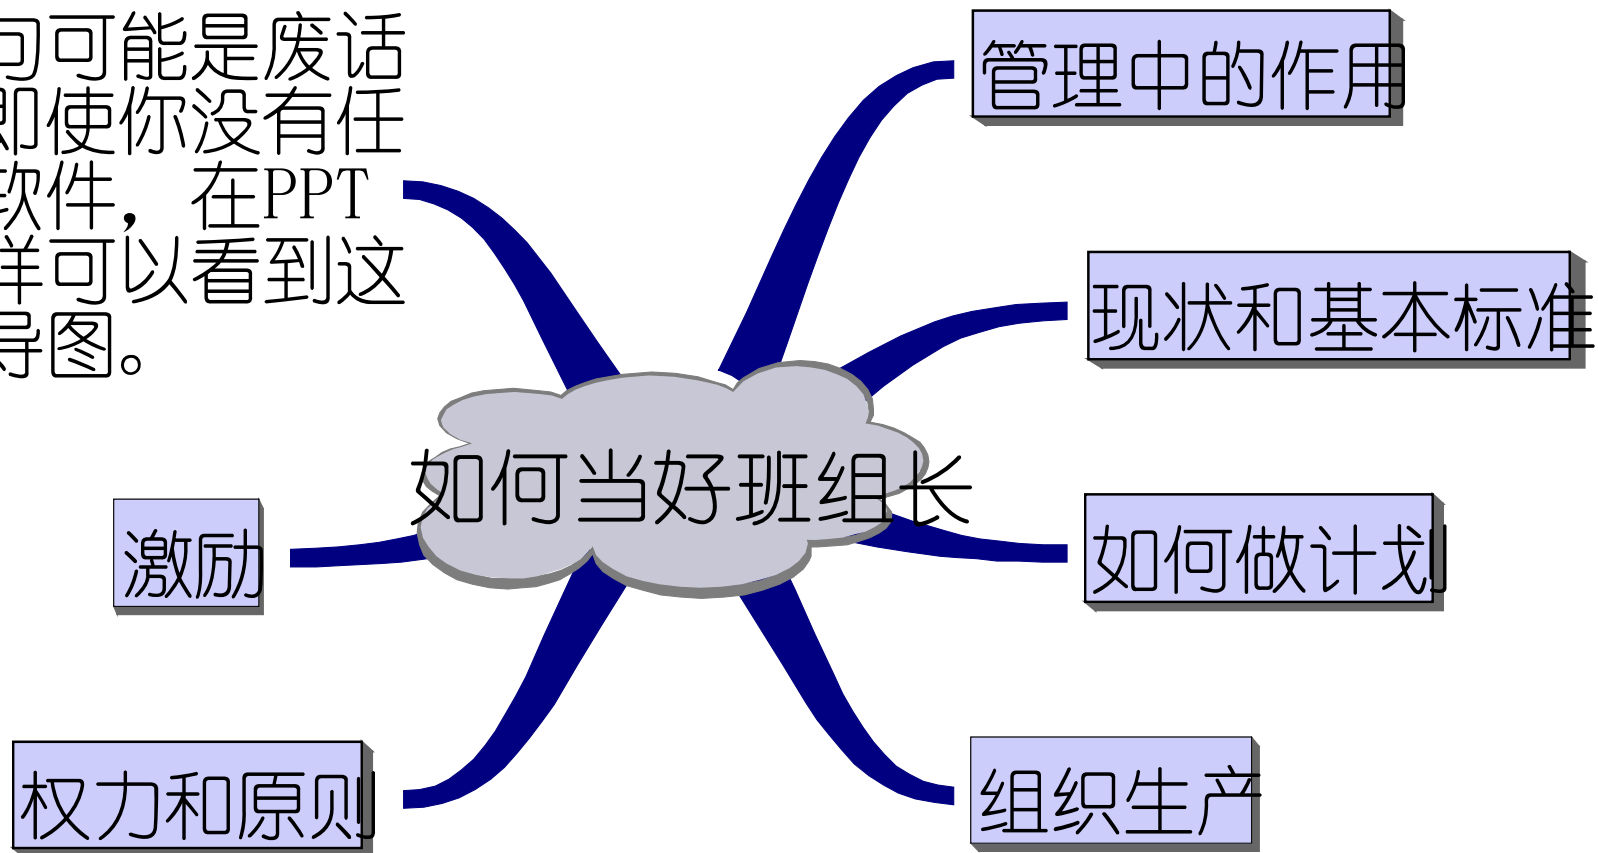 可能是废话
即使你没有任
软件，在PPT
样可以看到这
导图。
管理中的作用
现状和基本标准
如何当好班组长
激励
如何做计划
权力和原则
组织生产